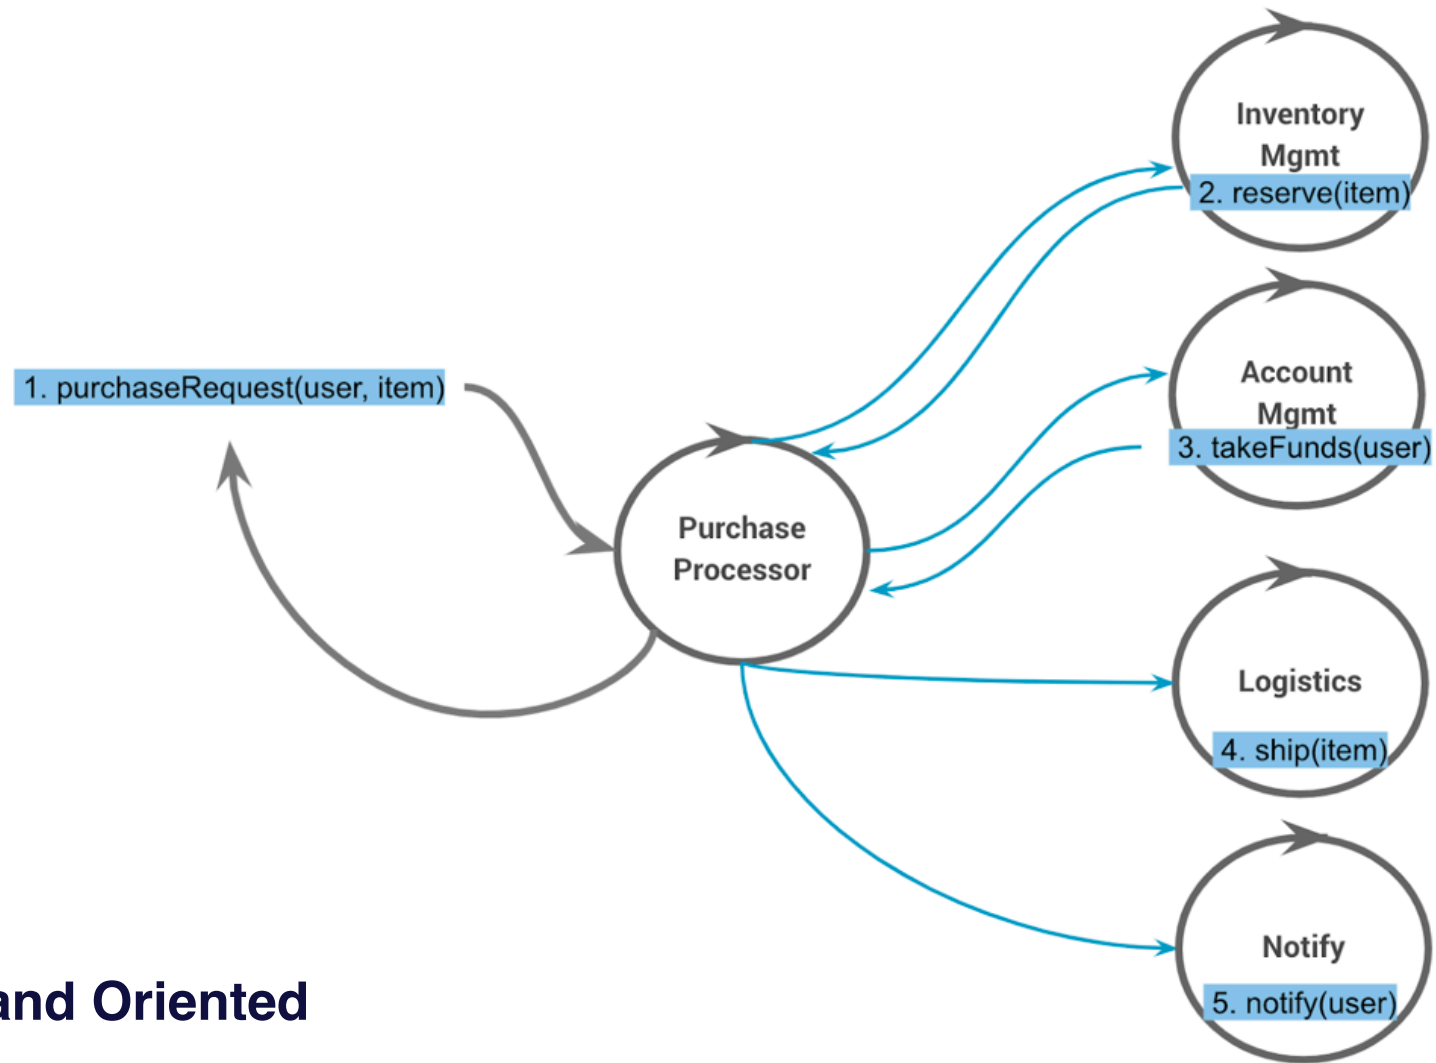 Inventory
Mgmt
2. reserve(item)
1. purchaseRequest(user, item)
Account
Mgmt
3. takeFunds(user)
Purchase
Processor
Logistics
4. ship(item)
Notify
5. notify(user)
and Oriented